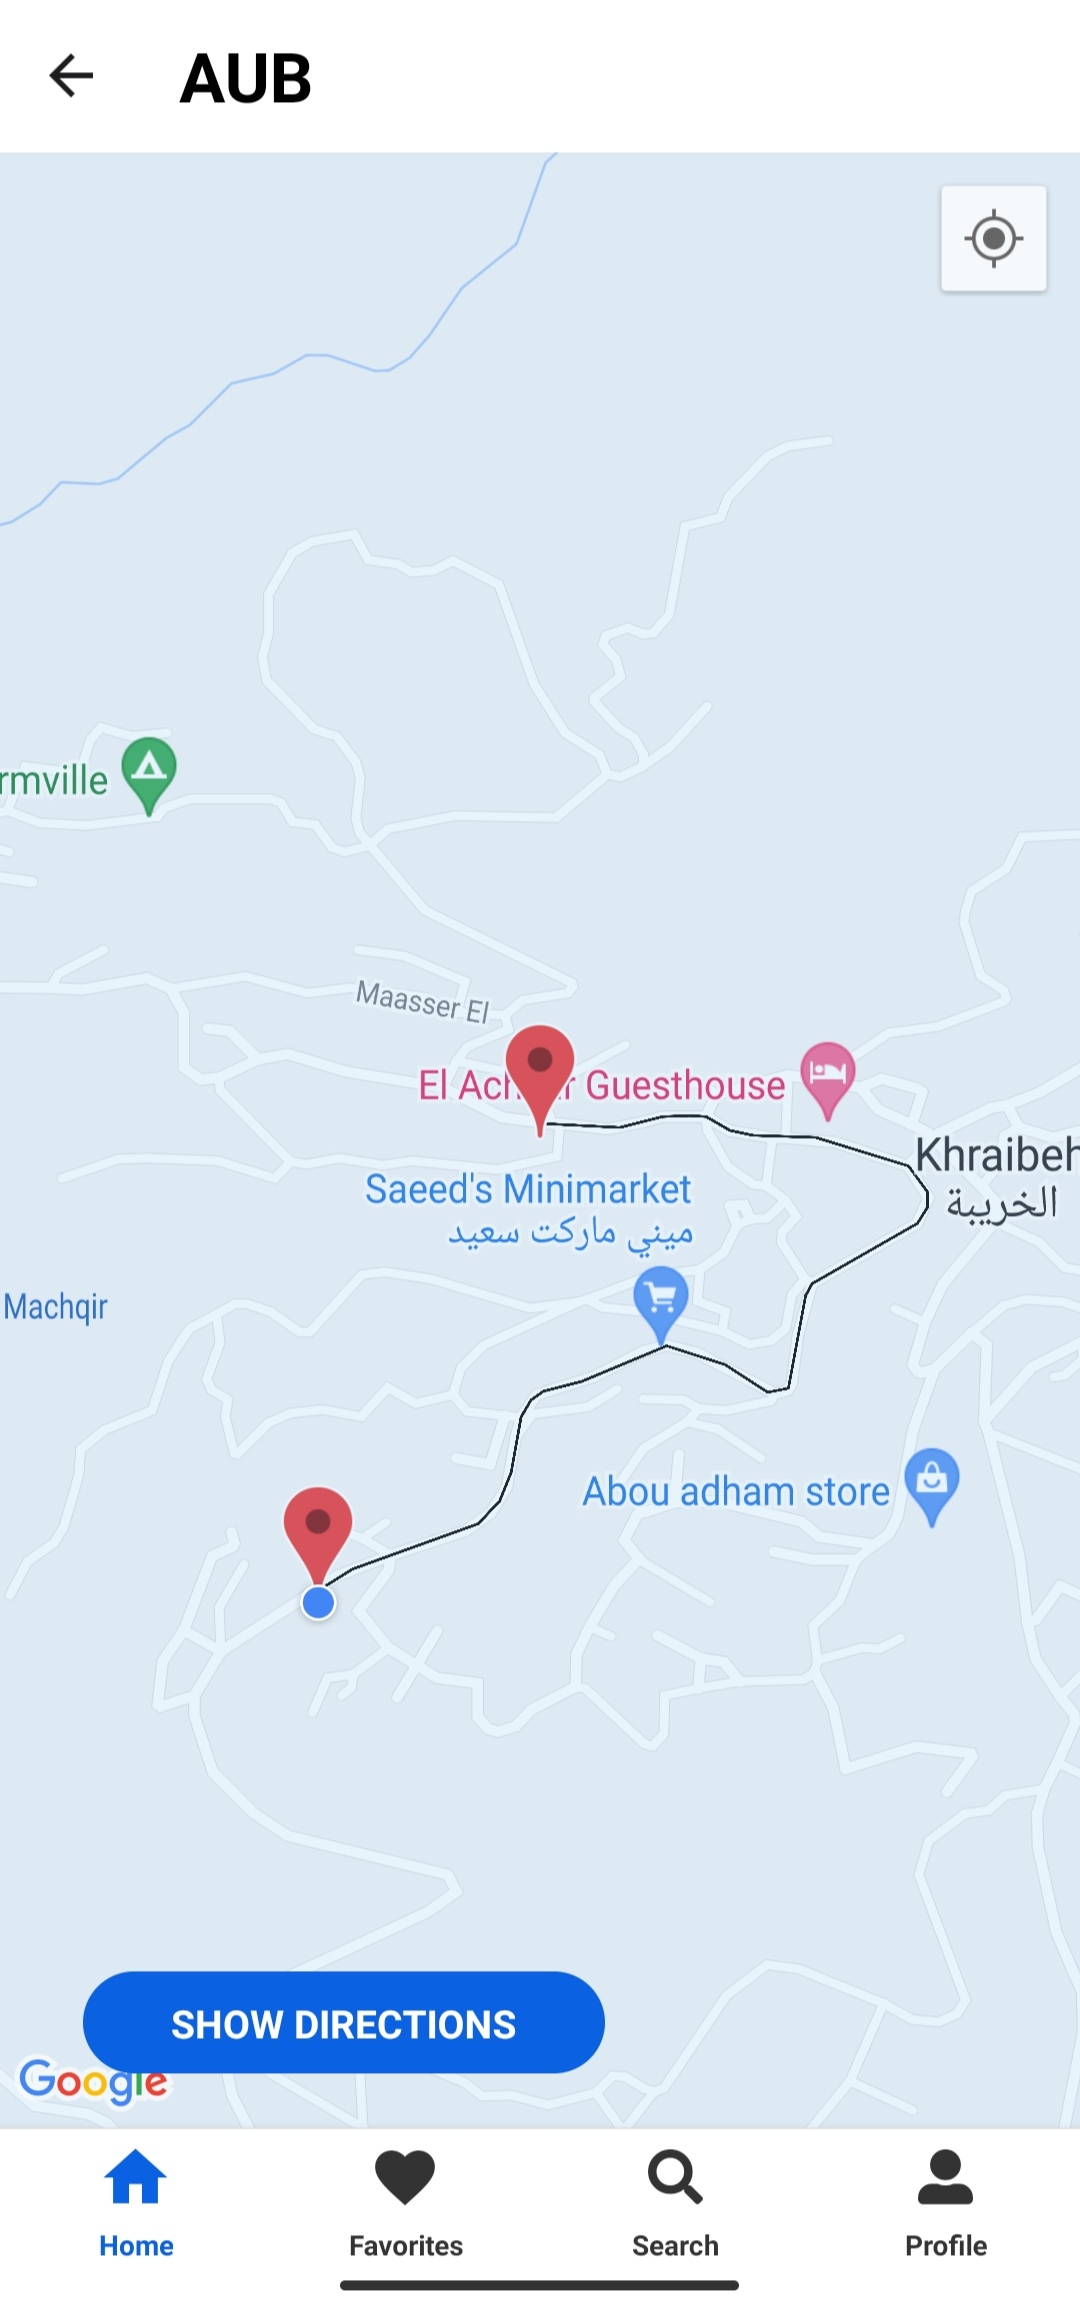 AUB
rmville
Maasser El
El Ach r Guesthouse
Khraibeh
الخريبة
Saeed's Minimarket
ميني ماركت سعيد
Machqir
Abou adham store
SHOW DIRECTIONS
Google
Home
Favorites
Search
Profile